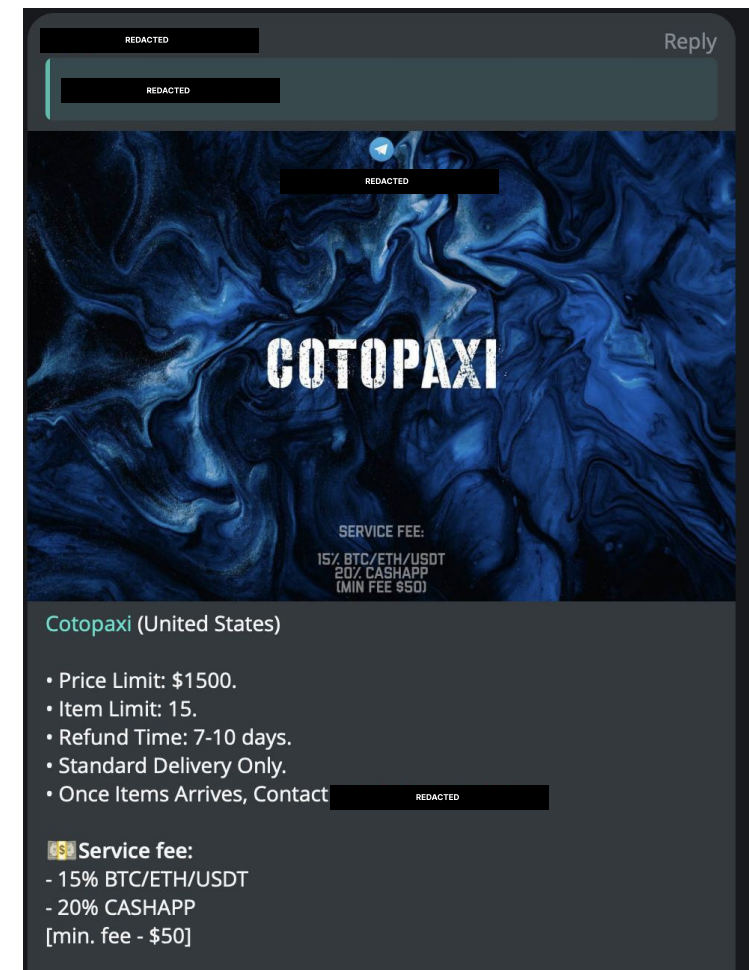 REDACTED
Reply
REDACTED
REDACTED
COTOPAXI
SERVICE FEE:
15% BTC/ETH/USDT
20% CASHAPP
(MIN FEE $50)
Cotopaxi (United States)
• Price Limit: $1500.
• Item Limit: 15.
• Refund Time: 7-10 days.
• Standard Delivery Only.
• Once Items Arrives, Contact REDACTED
💵Service fee:
- 15% BTC/ETH/USDT
- 20% CASHAPP
[min. fee - $50]